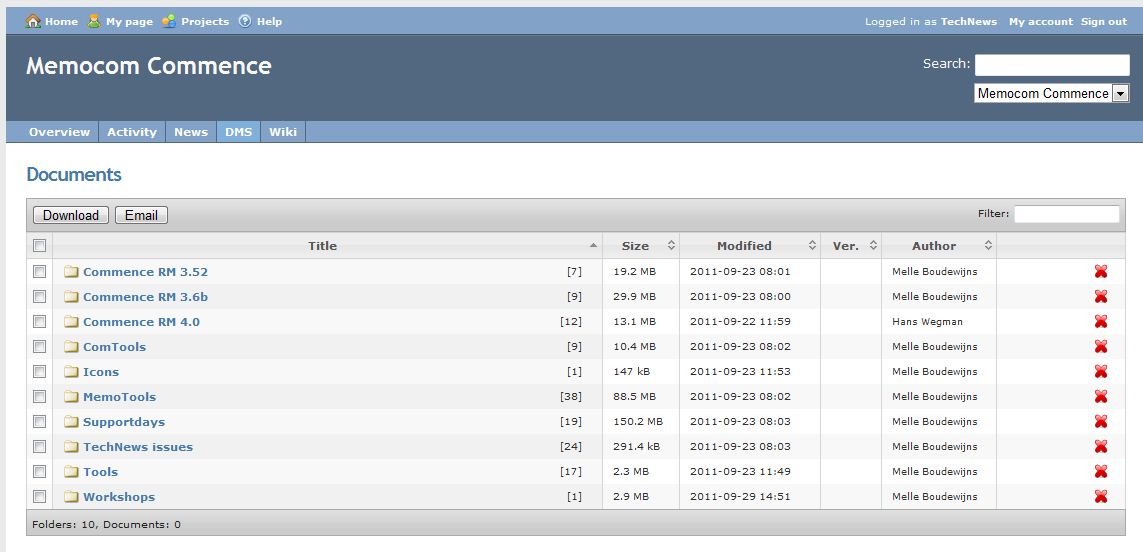 Home My page Projects Help Logged in as TechNews My account Sign out
Memocom Commence
Search:
Memocom Commence
Overview Activity News DMS Wiki
Documents
Download Email Filter:
Title Size Modified Ver. Author
Commence RM 3.52 [7] 19.2 MB 2011-09-23 08:01 Melle Boudewijns
Commence RM 3.6b [9] 29.9 MB 2011-09-23 08:00 Melle Boudewijns
Commence RM 4.0 [12] 13.1 MB 2011-09-22 11:59 Hans Wegman
ComTools [9] 10.4 MB 2011-09-23 08:02 Melle Boudewijns
Icons [1] 147 kB 2011-09-23 11:53 Melle Boudewijns
MemoTools [38] 88.5 MB 2011-09-23 08:02 Melle Boudewijns
Supportdays [19] 150.2 MB 2011-09-23 08:03 Melle Boudewijns
TechNews issues [24] 291.4 kB 2011-09-23 08:03 Melle Boudewijns
Tools [17] 2.3 MB 2011-09-23 11:49 Melle Boudewijns
Workshops [1] 2.9 MB 2011-09-29 14:51 Melle Boudewijns
Folders: 10, Documents: 0